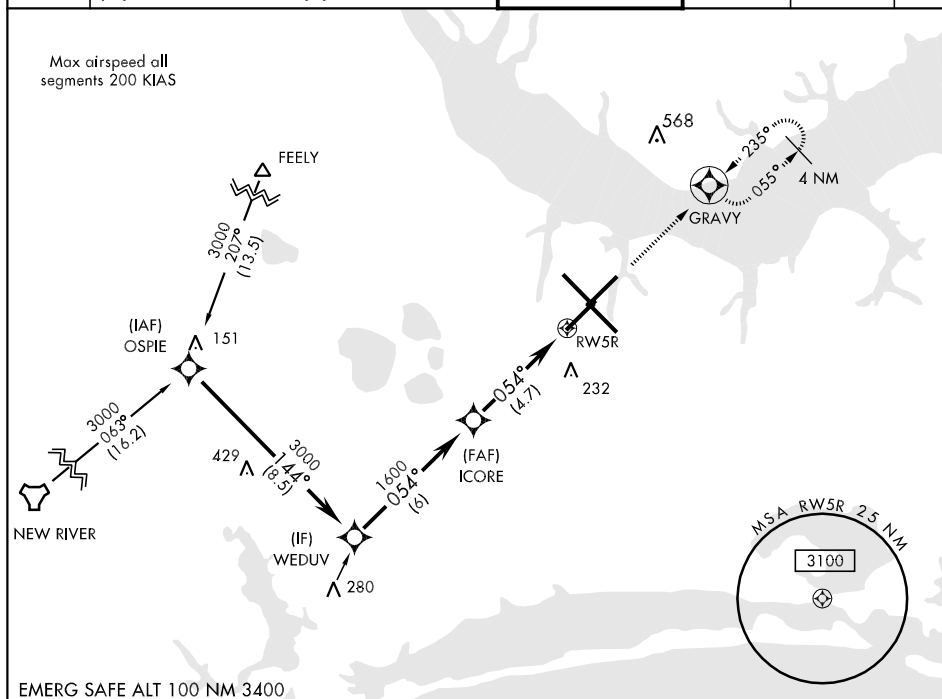 Max airspeed all
segments 200 KIAS
568
235°
055°
4 NM
GRAVY
FEELY
3000
207°
(13.5)
(IAF)
OSPIE
151
RW5R
232
3000
063°
(16.2)
NEW RIVER
3000
144°
(8.5)
429
054°
(4.7)
(FAF)
ICORE
1600
054°
(6)
(IF)
WEDUV
280
MSA RW5R 25 NM
3100
EMERG SAFE ALT 100 NM 3400